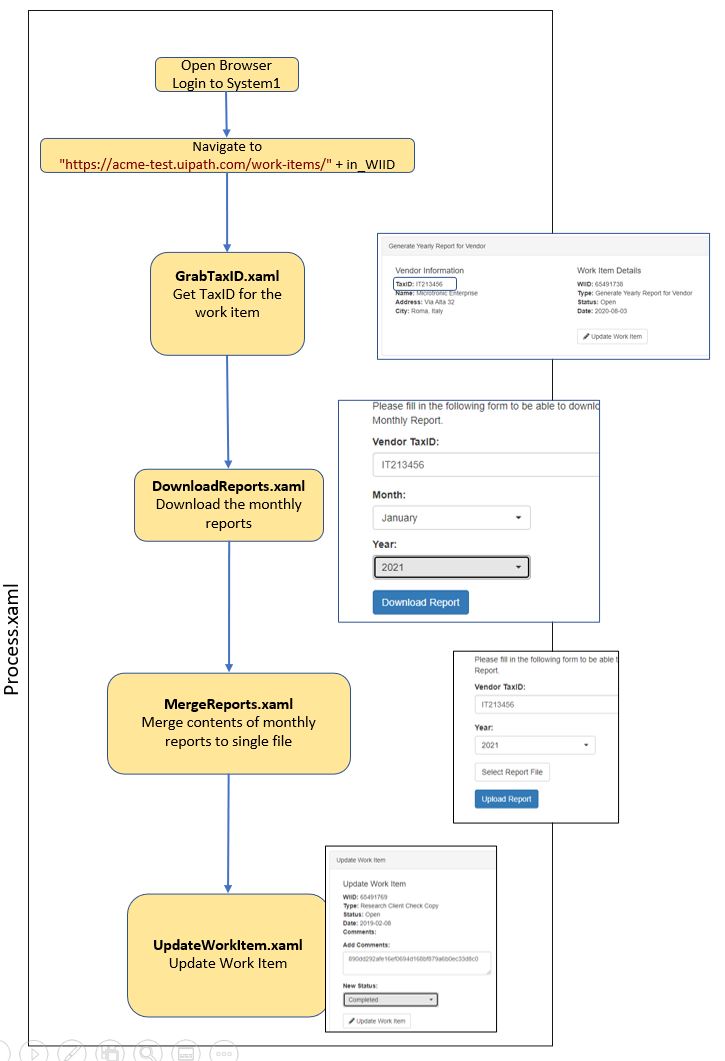 Open Browser
Login to System1
Navigate to
"https://acme-test.uipath.com/work-items/" + in_WIID
GrabTaxID.xaml
Get TaxID for the
work item
Generate Yearly Report for Vendor
Vendor Information
TaxID: IT213456
Name: Microtronic Enterprise
Address: Via Alta 32
City: Roma, Italy
Work Item Details
WIID: 65491738
Type: Generate Yearly Report for Vendor
Status: Open
Date: 2020-08-03
Update Work Item
DownloadReports.xaml
Download the monthly
reports
Please fill in the following form to be able to downlo
Monthly Report.
Vendor TaxID:
IT213456
Month:
January
Year:
2021
Download Report
Process.xaml
MergeReports.xaml
Merge contents of monthly
reports to single file
Please fill in the following form to be able t
Report.
Vendor TaxID:
IT213456
Year:
2021
Select Report File
Upload Report
UpdateWorkItem.xaml
Update Work Item
Update Work Item
Update Work Item
WIID: 65491769
Type: Research Client Check Copy
Status: Open
Date: 2019-02-08
Comments:
Add Comments:
New Status:
Completed
Update Work Item